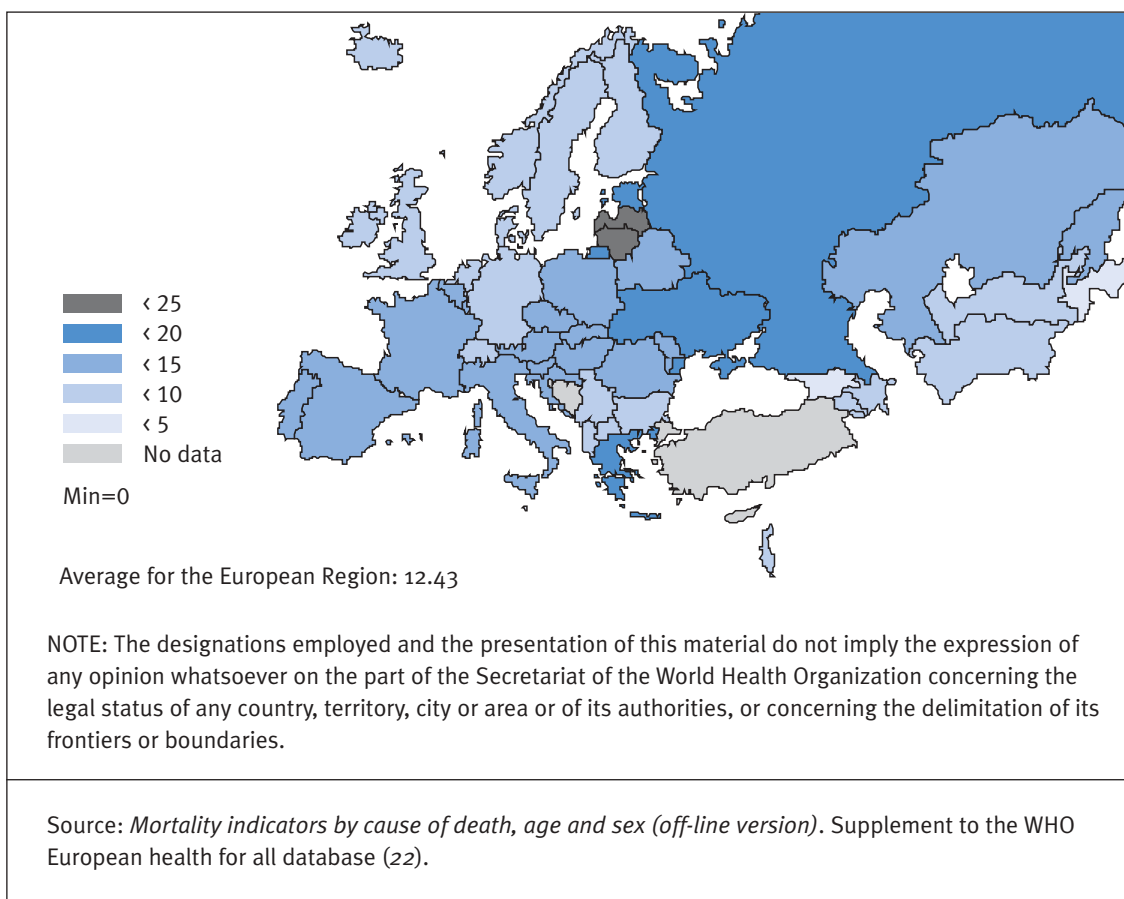 ‹ 25
‹ 20
‹ 15
‹ 10
‹ 5
No data
Min=0
Average for the European Region: 12.43
NOTE: The designations employed and the presentation of this material do not imply the expression of
any opinion whatsoever on the part of the Secretariat of the World Health Organization concerning the
legal status of any country, territory, city or area or of its authorities, or concerning the delimitation of its
frontiers or boundaries.
Source: Mortality indicators by cause of death, age and sex (off-line version). Supplement to the WHO
European health for all database (22).